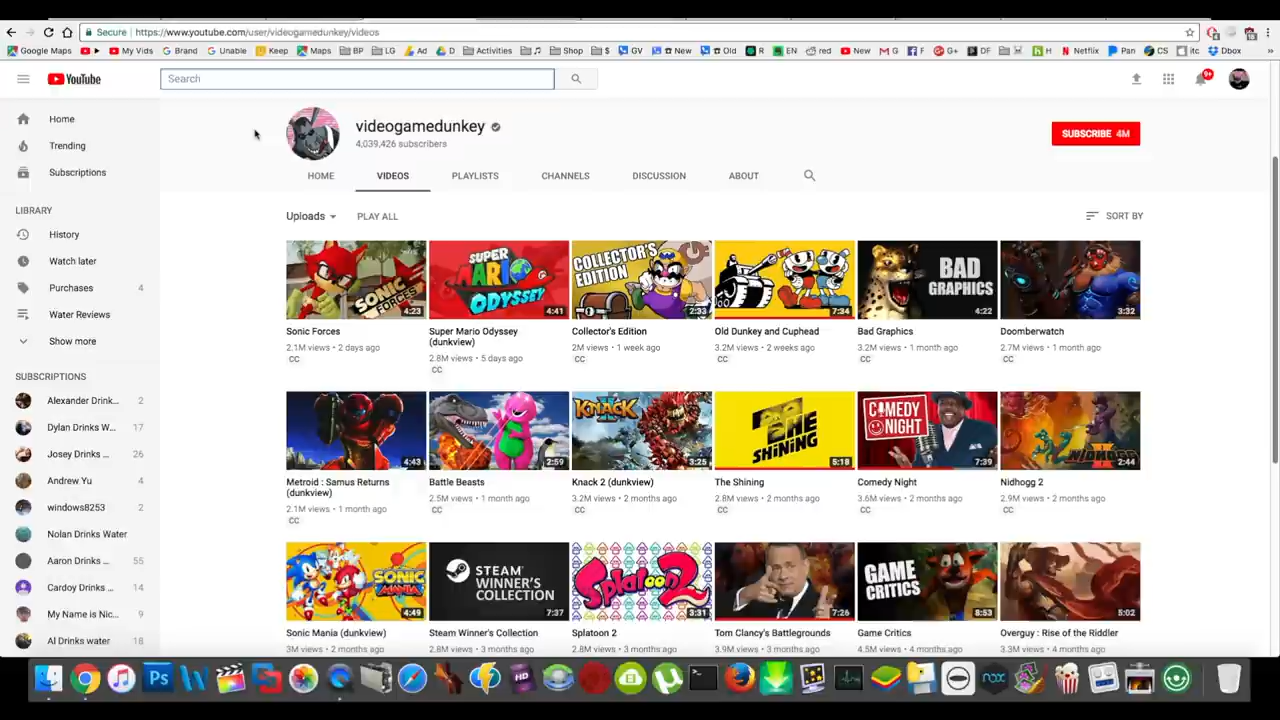 Secure https://www.youtube.com/user/videogamedunkey/videos
Google Maps My Vids Brand Unable Keep Maps BP LG Ad D Activities Shop $ GV New Old R EN red New G F G+ DF H Netflix Pan CS itc Dbox
YouTube
Search
9+
Home
Trending
Subscriptions
LIBRARY
History
Watch later
Purchases 4
Water Reviews
Show more
SUBSCRIPTIONS
Alexander Drink... 2
Dylan Drinks W... 17
Josey Drinks ... 26
Andrew Yu 4
windows8253 2
Nolan Drinks Water
Aaron Drinks ... 55
Cardoy Drinks ... 14
My Name is Nic... 9
Al Drinks water 18
videogamedunkey
4,039,426 subscribers
SUBSCRIBE 4M
HOME VIDEOS PLAYLISTS CHANNELS DISCUSSION ABOUT
Uploads PLAY ALL SORT BY
SONIC FORCES
4:23
SUPER MARIO ODYSSEY
4:41
COLLECTOR'S EDITION
2:33
7:34
BAD GRAPHICS
4:22
3:32
Sonic Forces
2.1M views • 2 days ago
CC
Super Mario Odyssey
(dunkview)
2.8M views • 5 days ago
CC
Collector's Edition
2M views • 1 week ago
CC
Old Dunkey and Cuphead
3.2M views • 2 weeks ago
CC
Bad Graphics
3.2M views • 1 month ago
CC
Doomberwatch
2.7M views • 1 month ago
CC
4:43
2:59
KNACK II
3:25
THE SHINING
5:18
COMEDY NIGHT
7:39
NIDHOGG II
2:44
Metroid : Samus Returns
(dunkview)
2.1M views • 1 month ago
CC
Battle Beasts
2.5M views • 1 month ago
CC
Knack 2 (dunkview)
3.2M views • 2 months ago
CC
The Shining
2.8M views • 2 months ago
CC
Comedy Night
3.6M views • 2 months ago
CC
Nidhogg 2
2.9M views • 2 months ago
CC
SONIC MANIA
4:49
STEAM WINNER'S COLLECTION
7:37
Splatoon 2
3:31
7:26
GAME CRITICS
8:53
5:02
Sonic Mania (dunkview)
3M views • 2 months ago
Steam Winner's Collection
2.8M views • 3 months ago
Splatoon 2
2.8M views • 3 months ago
Tom Clancy's Battlegrounds
3.9M views • 3 months ago
Game Critics
4.5M views • 4 months ago
Overguy : Rise of the Riddler
Ps
HD
nox